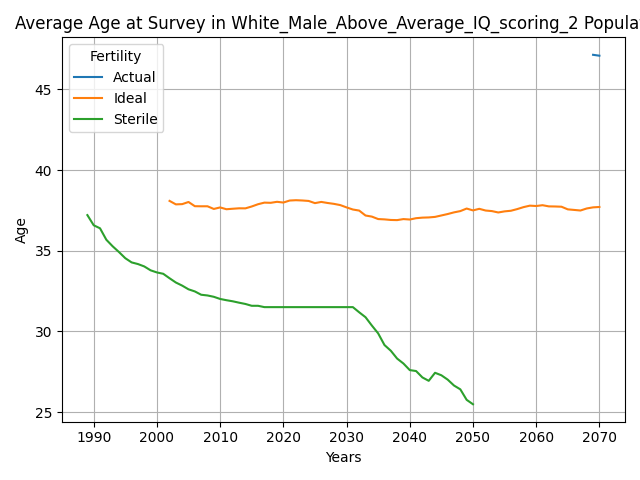 Average Age at Survey in White_Male_Above_Average_IQ_scoring_2 Popula
Fertility
Actual
Ideal
Sterile
45
40
35
30
25
Age
1990 2000 2010 2020 2030 2040 2050 2060 2070
Years